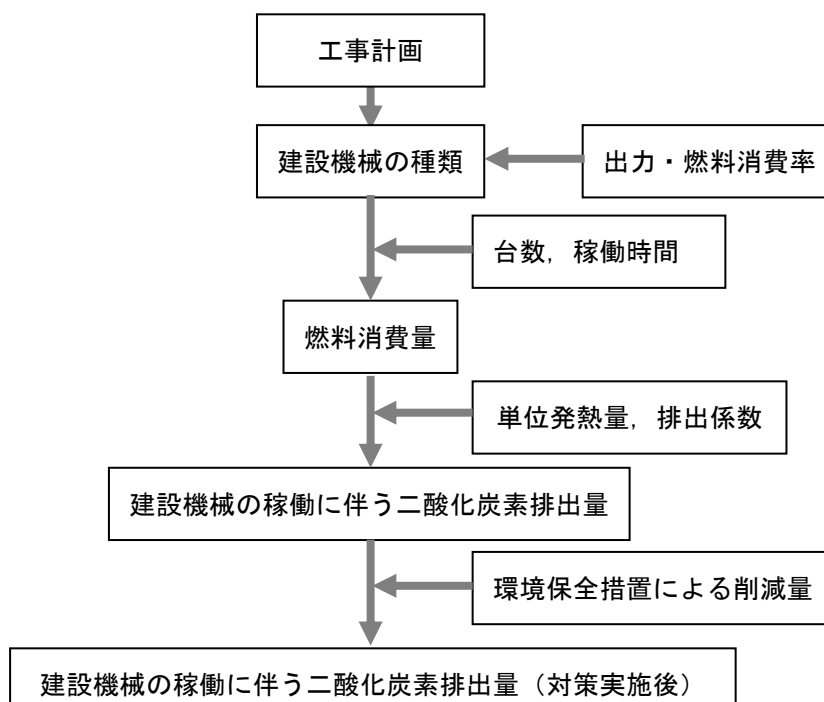 工事計画
建設機械の種類
出力・燃料消費率
台数，稼働時間
燃料消費量
単位発熱量，排出係数
建設機械の稼働に伴う二酸化炭素排出量
環境保全措置による削減量
建設機械の稼働に伴う二酸化炭素排出量（対策実施後）